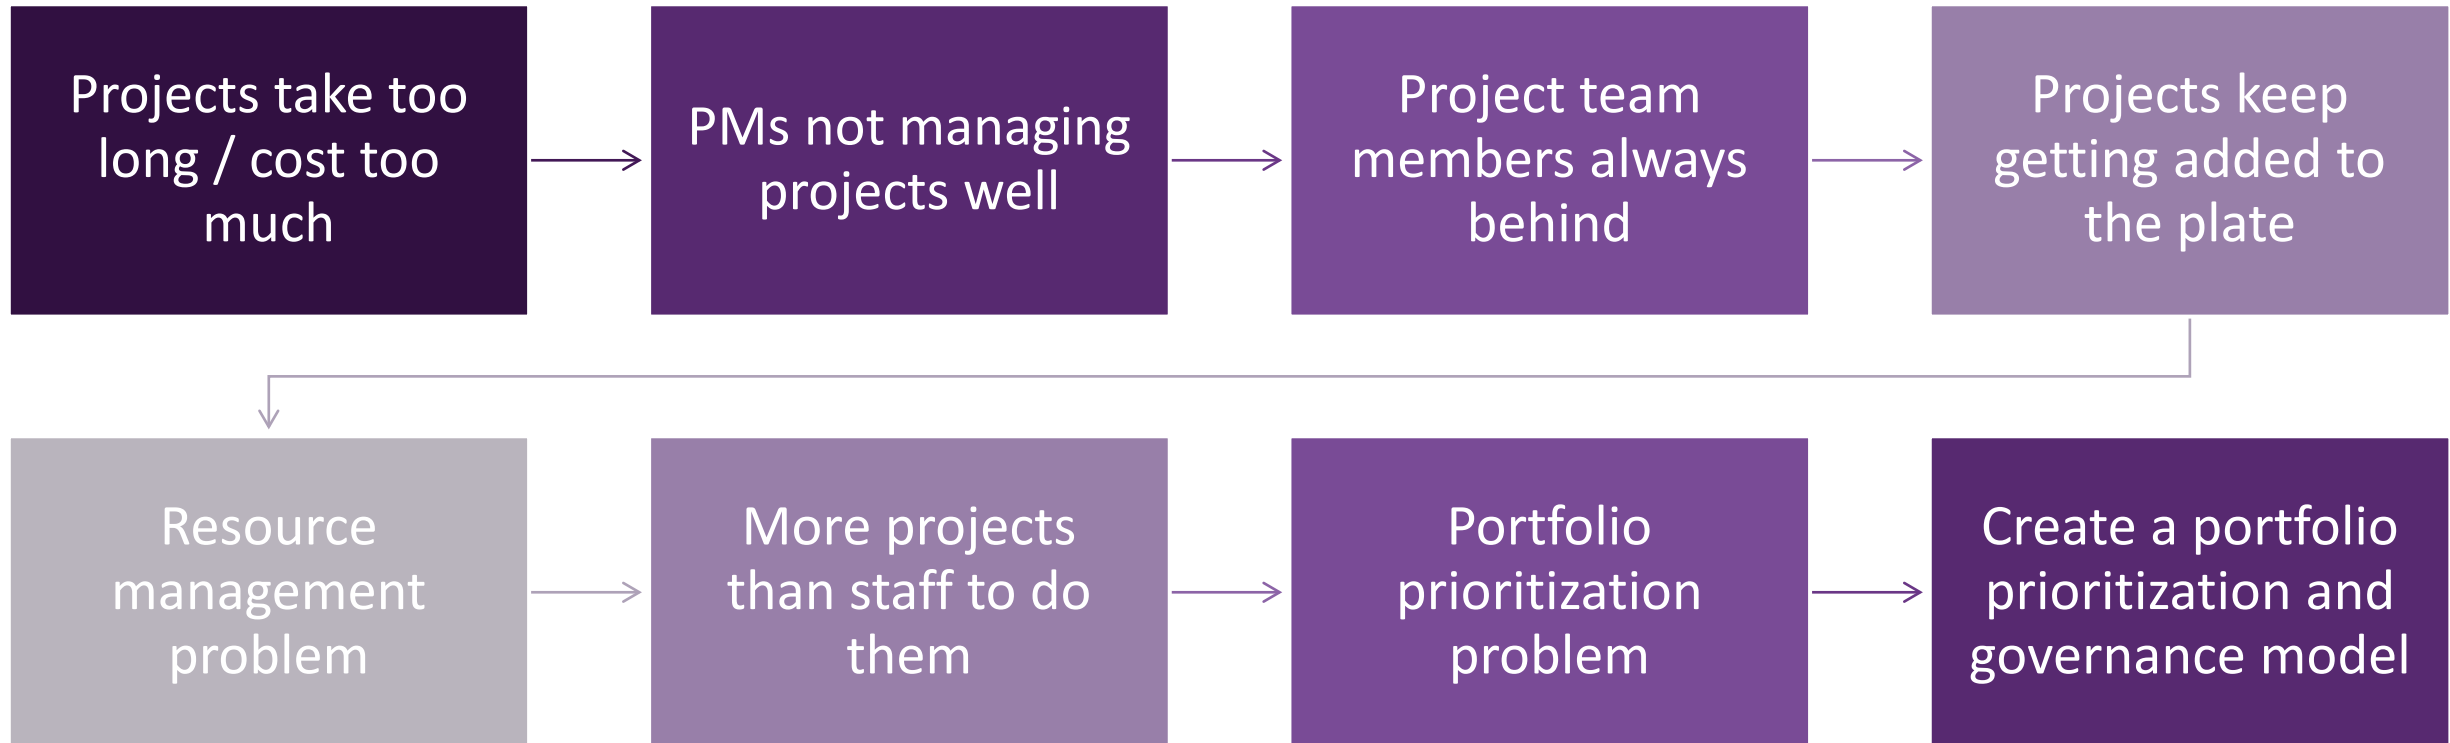 Projects take too
long / cost too
much
PMs not managing
projects well
Project team
members always
behind
Projects keep
getting added to
the plate
Resource
management
problem
More projects
than staff to do
them
Portfolio
prioritization
problem
Create a portfolio
prioritization and
governance model